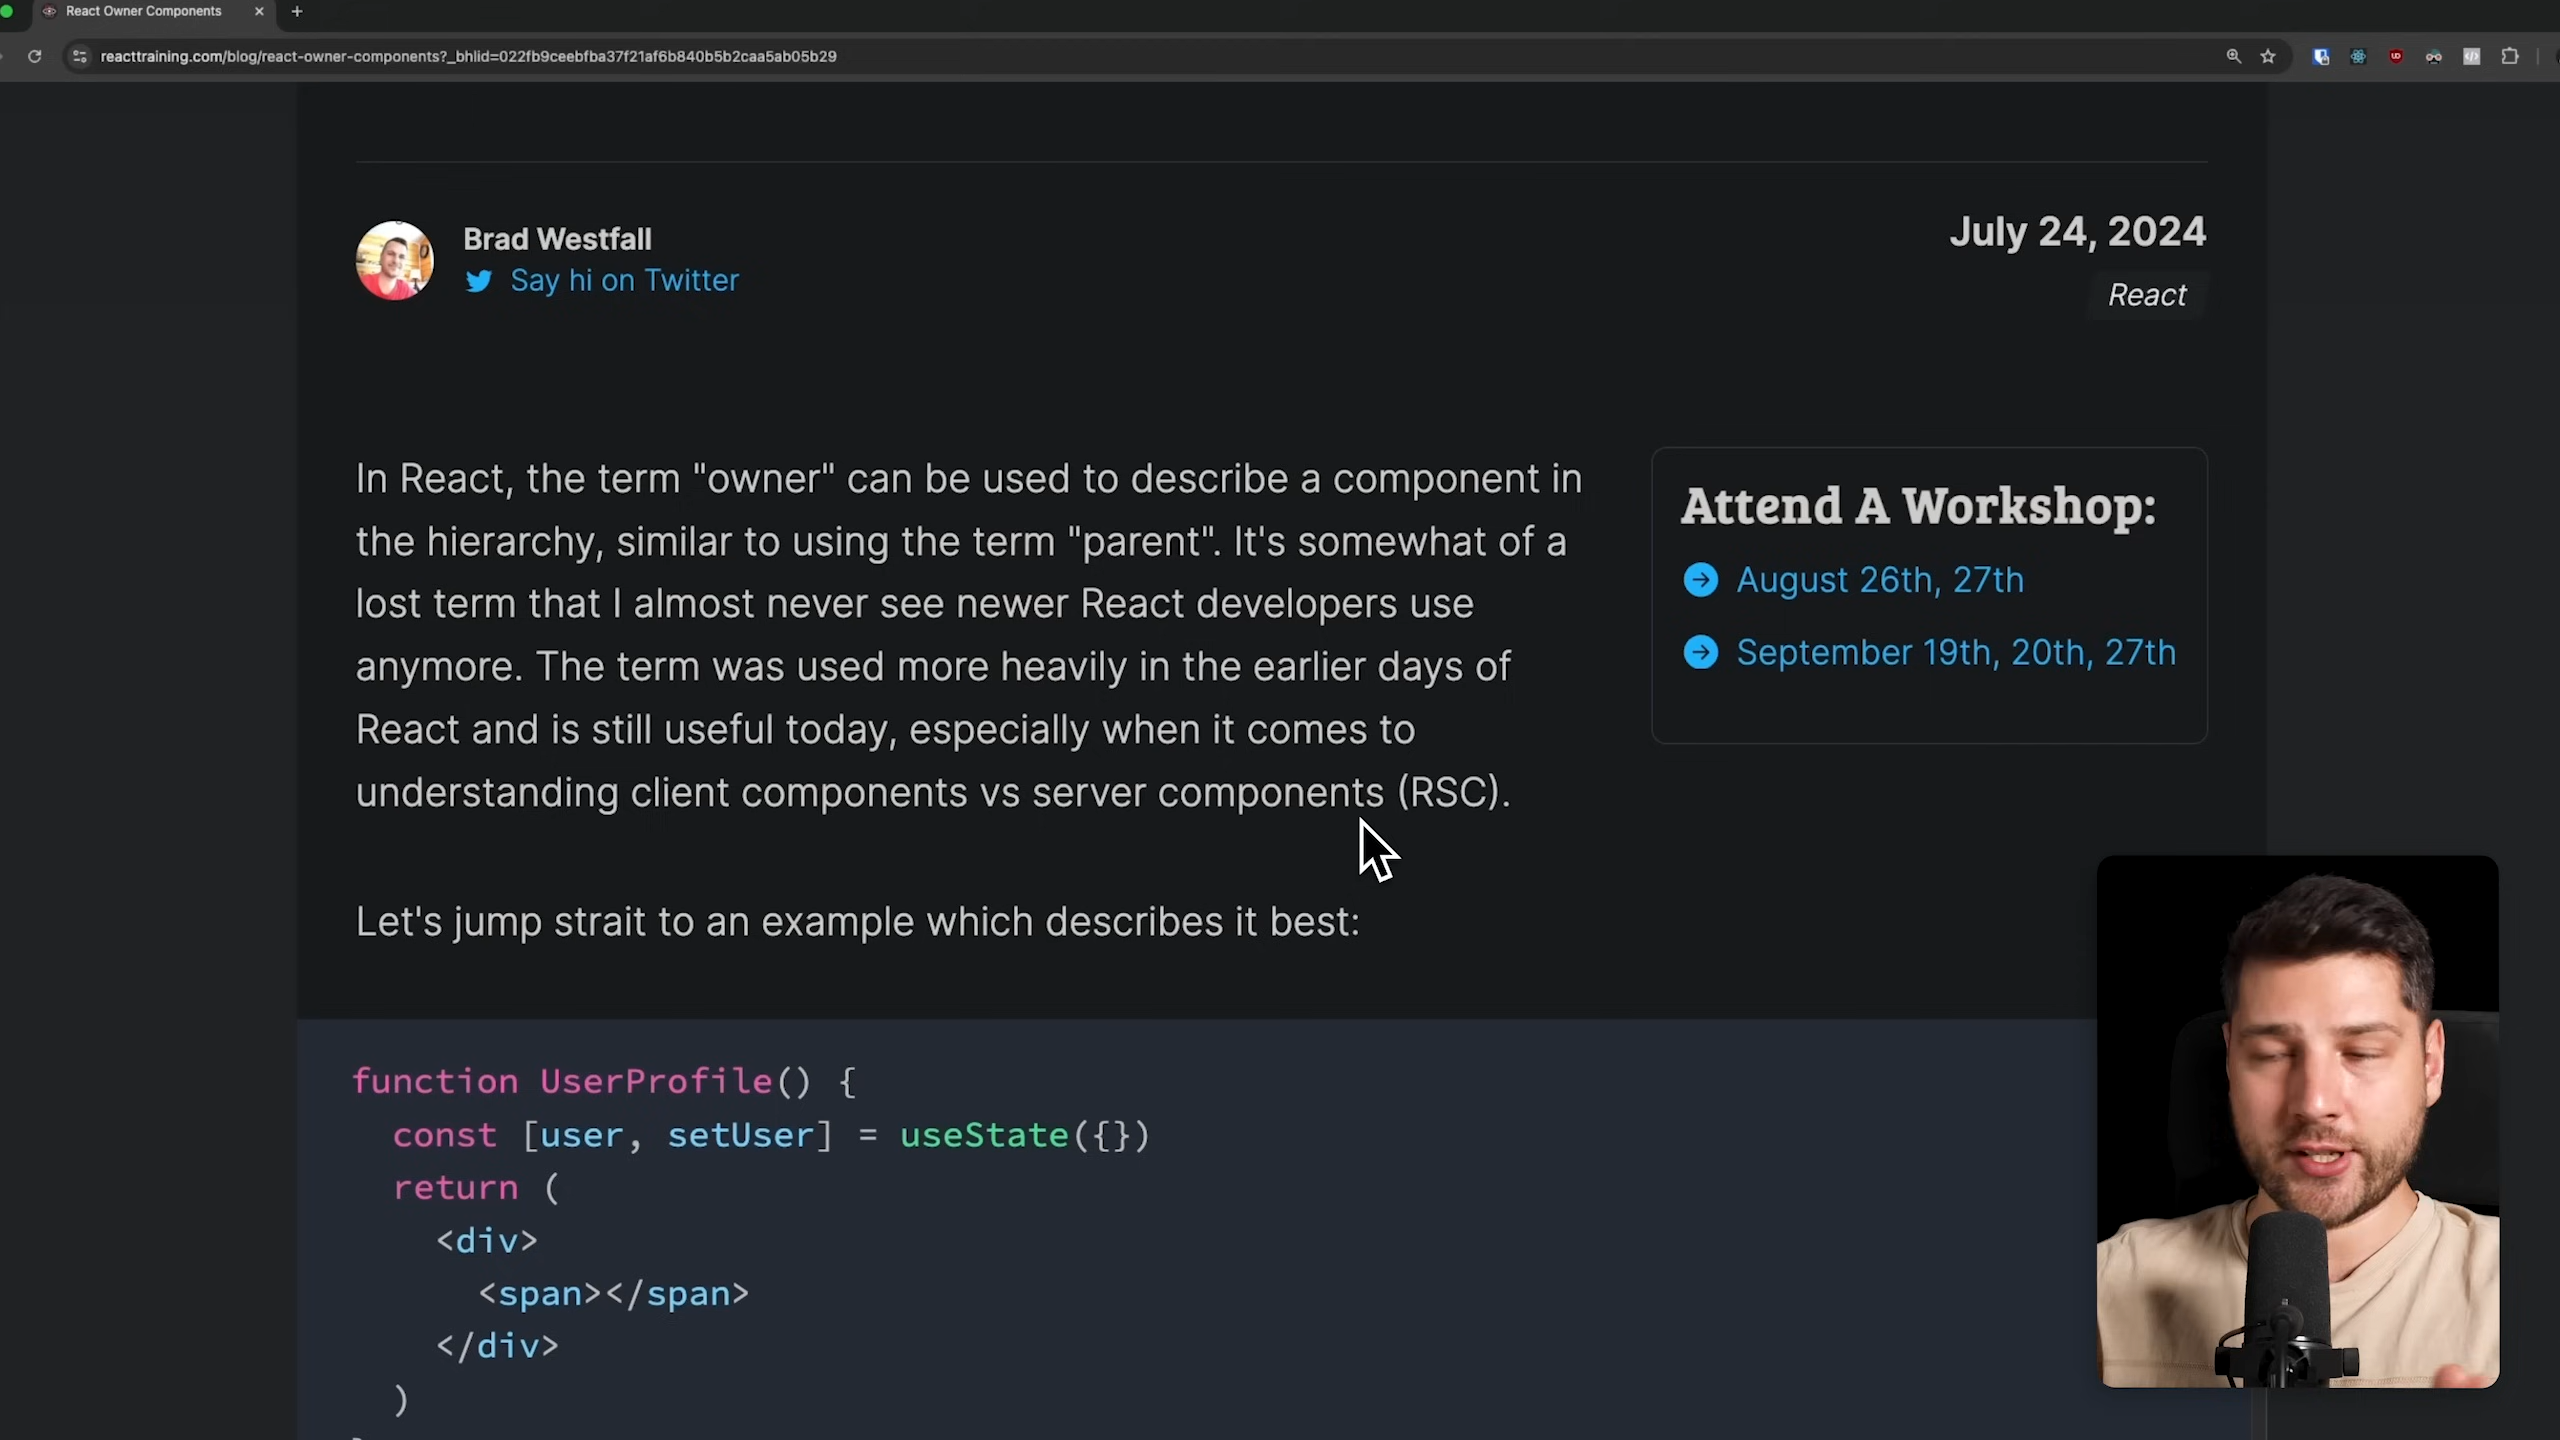 React Owner Components
reacttraining.com/blog/react-owner-components?_bhlid=022fb9ceebfba37f21af6b840b5b2caa5ab05b29
Brad Westfall
Say hi on Twitter
July 24, 2024
React
In React, the term "owner" can be used to describe a component in
the hierarchy, similar to using the term "parent". It's somewhat of a
lost term that I almost never see newer React developers use
anymore. The term was used more heavily in the earlier days of
React and is still useful today, especially when it comes to
understanding client components vs server components (RSC).
Attend A Workshop:
August 26th, 27th
September 19th, 20th, 27th
Let's jump strait to an example which describes it best:
function UserProfile() {
const [user, setUser] = useState({})
return (
<div>
<span></span>
</div>
)